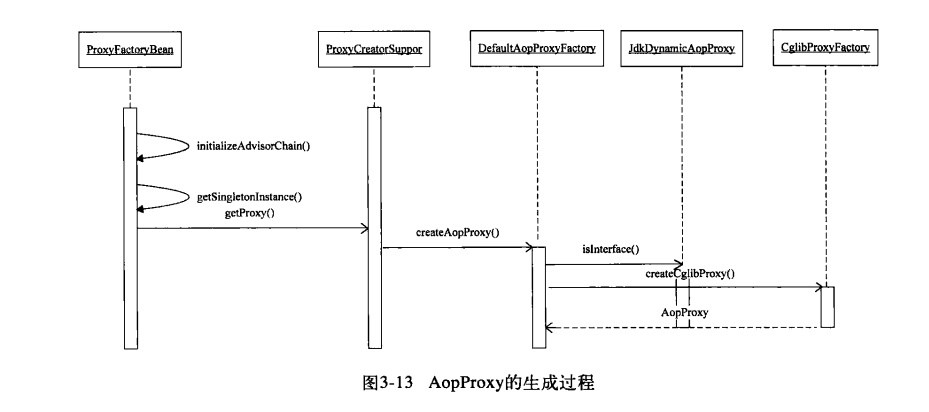 ProxyFactoryBean
ProxyCreatorSuppor
DefaultAopProxyFactory
JdkDynamicAopProxy
CglibProxyFactory
initializeAdvisorChain()
getSingletonInstance()
getProxy()
createAopProxy()
isInterface()
createCglibProxy()
AopProxy
图3-13 AopProxy的生成过程